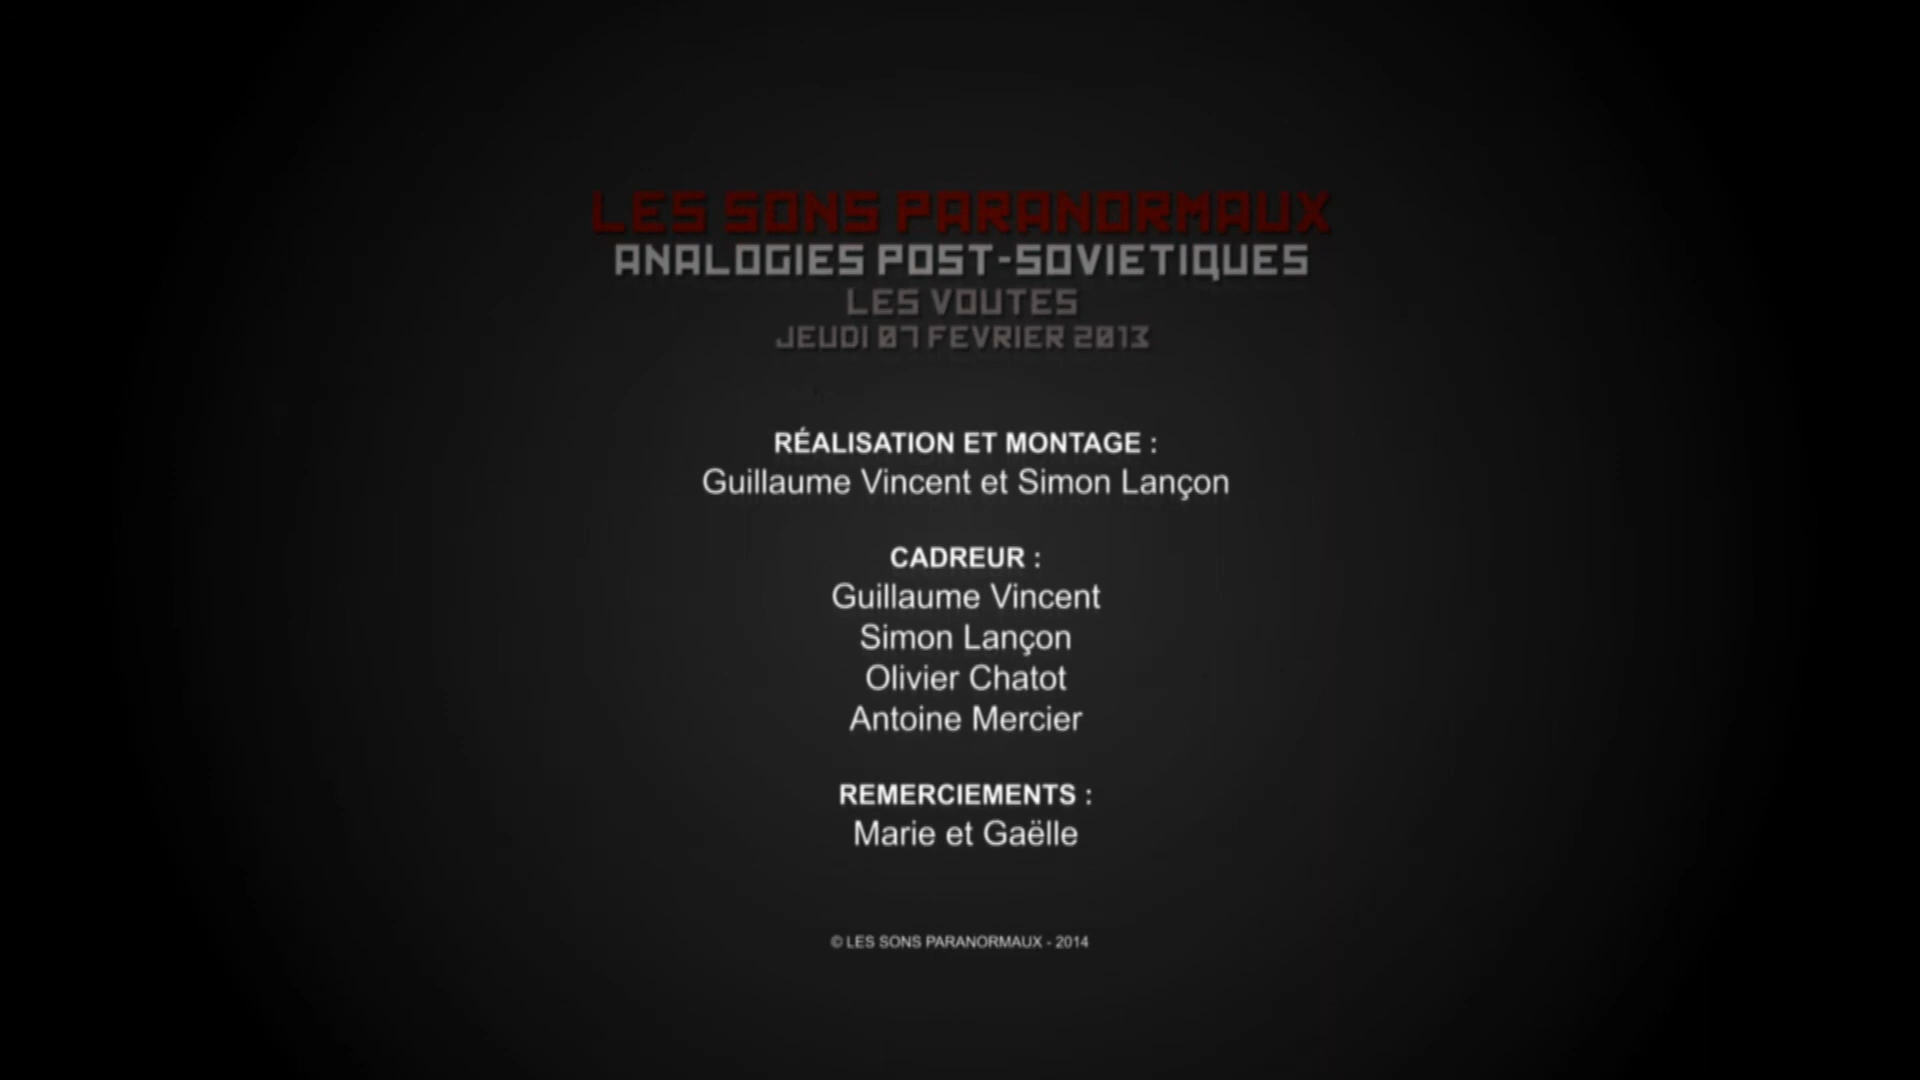 LES SONS PARANORMAUX
ANALOGIES POST-SOVIETIQUES
LES VOUTES
JEUDI 07 FEVRIER 2013
RÉALISATION ET MONTAGE :
Guillaume Vincent et Simon Lançon
CADREUR :
Guillaume Vincent
Simon Lançon
Olivier Chatot
Antoine Mercier
REMERCIEMENTS :
Marie et Gaëlle
© LES SONS PARANORMAUX - 2014